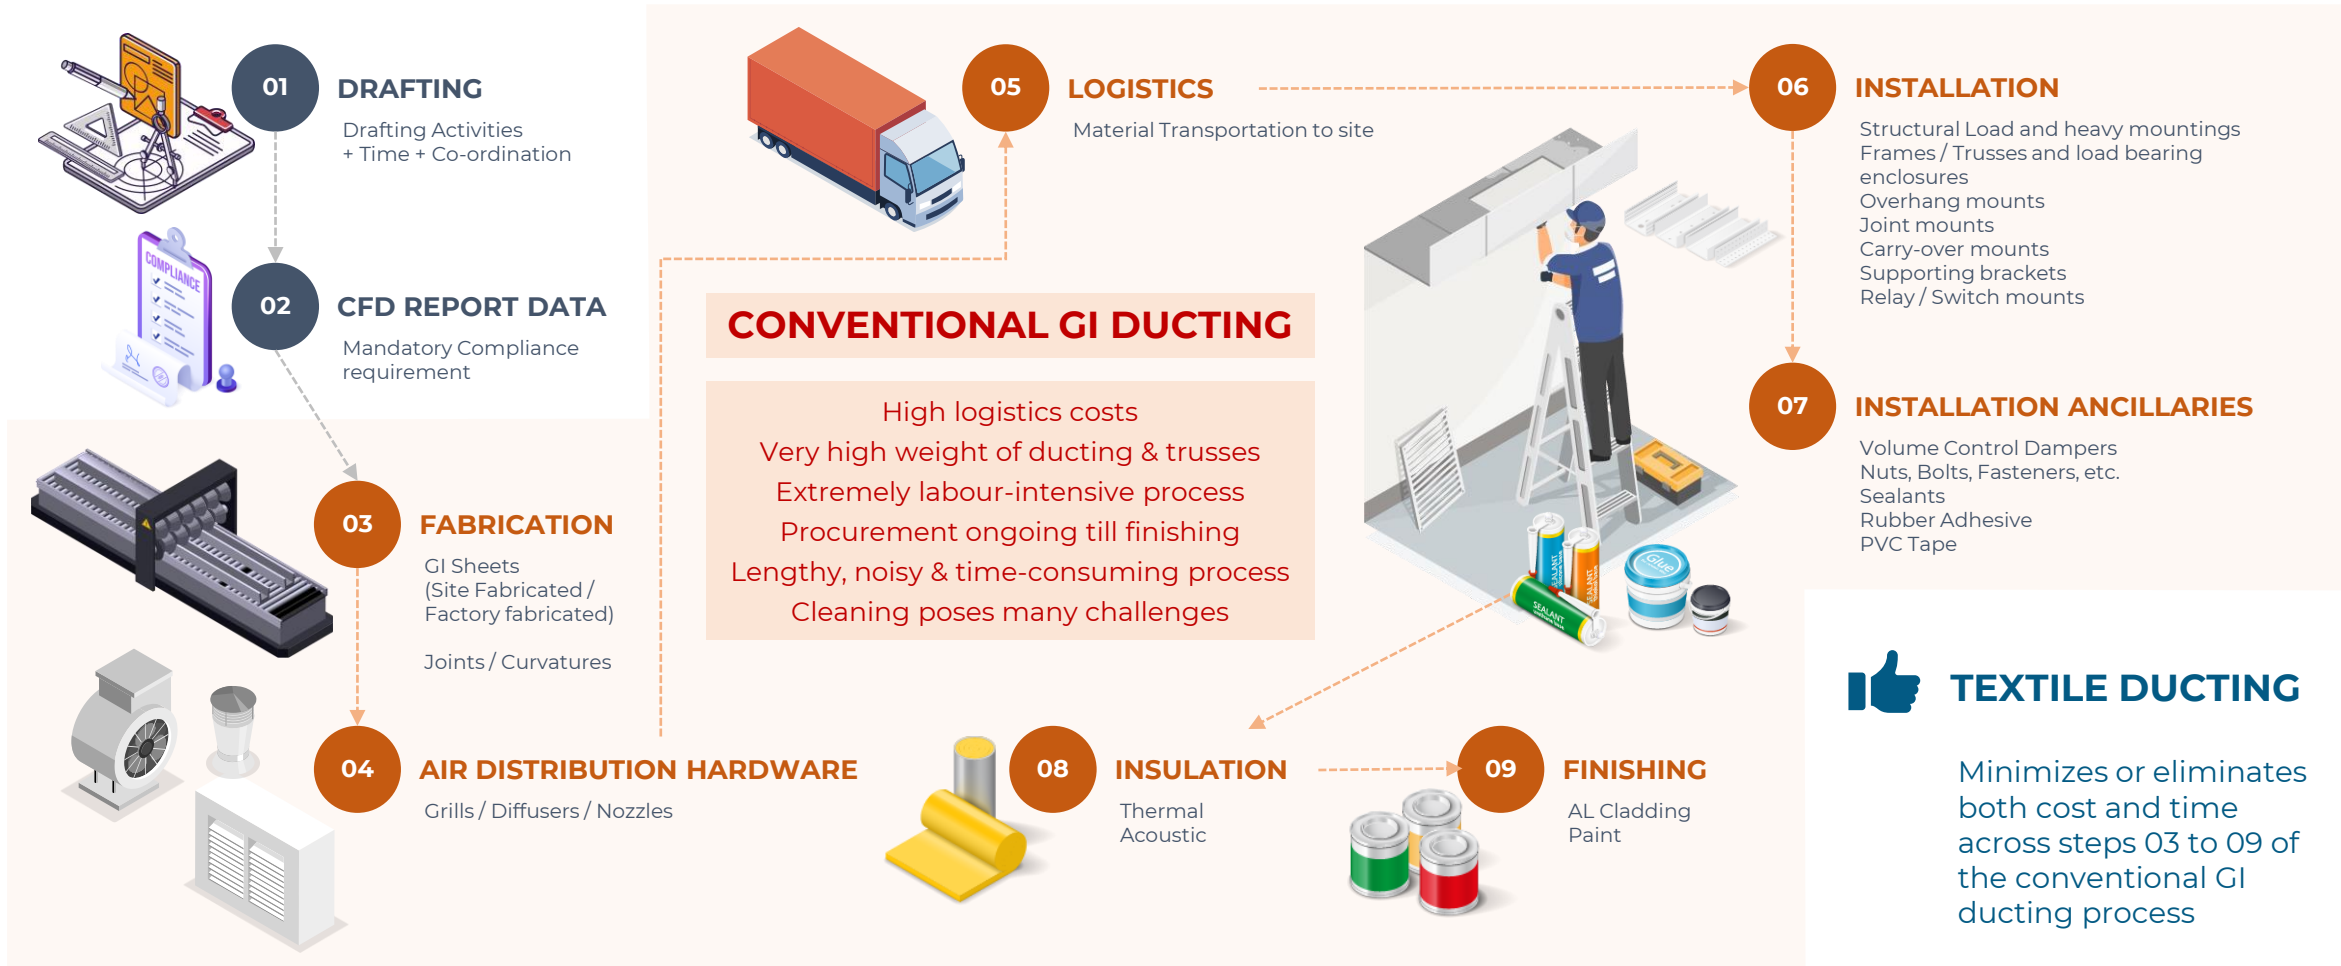 01
DRAFTING
Drafting Activities
+ Time + Co-ordination
COMPLIANCE
02
CFD REPORT DATA
Mandatory Compliance
requirement
03
FABRICATION
GI Sheets
(Site Fabricated /
Factory fabricated)
Joints / Curvatures
04
AIR DISTRIBUTION HARDWARE
Grills / Diffusers / Nozzles
05
LOGISTICS
Material Transportation to site
CONVENTIONAL GI DUCTING
High logistics costs
Very high weight of ducting & trusses
Extremely labour-intensive process
Procurement ongoing till finishing
Lengthy, noisy & time-consuming process
Cleaning poses many challenges
06
INSTALLATION
Structural Load and heavy mountings
Frames / Trusses and load bearing
enclosures
Overhang mounts
Joint mounts
Carry-over mounts
Supporting brackets
Relay / Switch mounts
07
INSTALLATION ANCILLARIES
Volume Control Dampers
Nuts, Bolts, Fasteners, etc.
Sealants
Rubber Adhesive
PVC Tape
SEALANT
SEALANT
SEALANT
Glue
08
INSULATION
Thermal
Acoustic
09
FINISHING
AL Cladding
Paint
TEXTILE DUCTING
Minimizes or eliminates
both cost and time
across steps 03 to 09 of
the conventional GI
ducting process